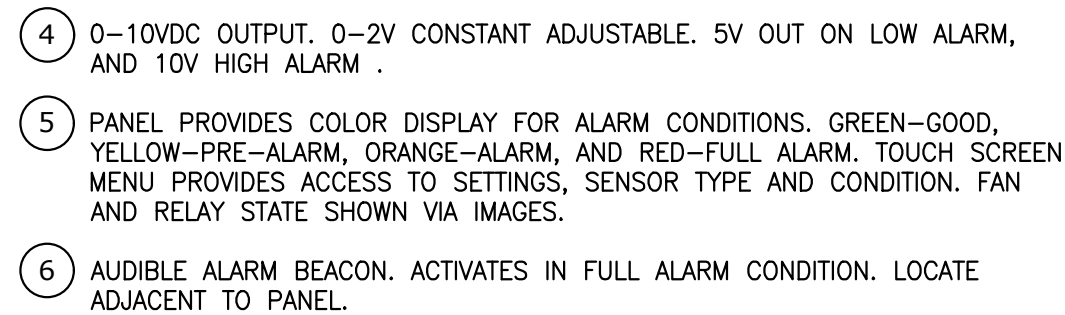 4 0-10VDC OUTPUT. 0-2V CONSTANT ADJUSTABLE. 5V OUT ON LOW ALARM,
AND 10V HIGH ALARM .
5 PANEL PROVIDES COLOR DISPLAY FOR ALARM CONDITIONS. GREEN-GOOD,
YELLOW-PRE-ALARM, ORANGE-ALARM, AND RED-FULL ALARM. TOUCH SCREEN
MENU PROVIDES ACCESS TO SETTINGS, SENSOR TYPE AND CONDITION. FAN
AND RELAY STATE SHOWN VIA IMAGES.
6 AUDIBLE ALARM BEACON. ACTIVATES IN FULL ALARM CONDITION. LOCATE
ADJACENT TO PANEL.